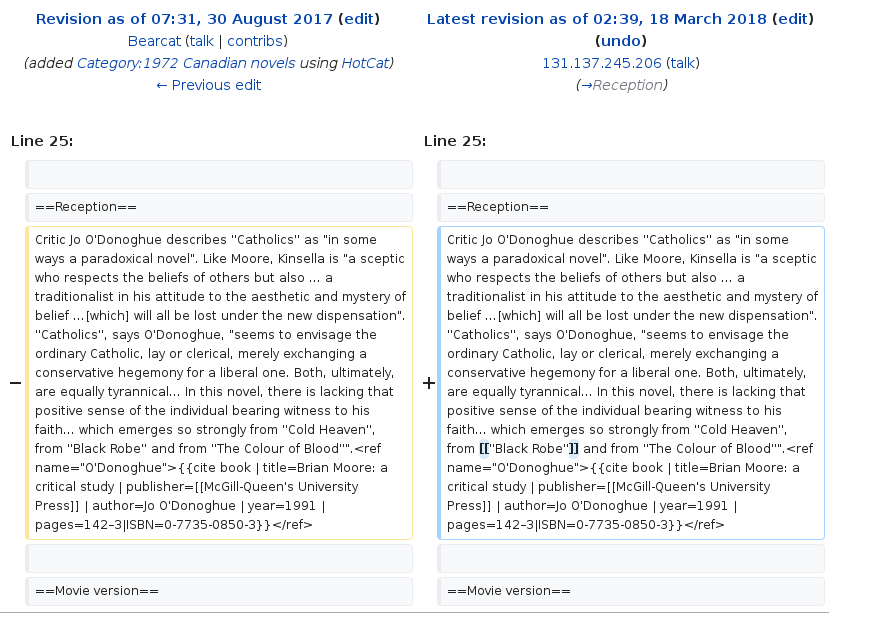 Revision as of 07:31, 30 August 2017 (edit)
Bearcat (talk | contribs)
(added Category:1972 Canadian novels using HotCat)
← Previous edit
Latest revision as of 02:39, 18 March 2018 (edit)
(undo)
131.137.245.206 (talk)
(→Reception)
Line 25:
Line 25:
==Reception==
==Reception==
−
Critic Jo O'Donoghue describes ''Catholics'' as "in some
ways a paradoxical novel". Like Moore, Kinsella is "a sceptic
who respects the beliefs of others but also ... a
traditionalist in his attitude to the aesthetic and mystery of
belief ...[which] will all be lost under the new dispensation".
''Catholics'', says O'Donoghue, "seems to envisage the
ordinary Catholic, lay or clerical, merely exchanging a
conservative hegemony for a liberal one. Both, ultimately,
are equally tyrannical... In this novel, there is lacking that
positive sense of the individual bearing witness to his
faith... which emerges so strongly from ''Cold Heaven'',
from ''Black Robe'' and from ''The Colour of Blood''".<ref
name="O'Donoghue">{{cite book | title=Brian Moore: a
critical study | publisher=[[McGill-Queen's University
Press]] | author=Jo O'Donoghue | year=1991 |
pages=142–3|ISBN=0-7735-0850-3}}</ref>
+
Critic Jo O'Donoghue describes ''Catholics'' as "in some
ways a paradoxical novel". Like Moore, Kinsella is "a sceptic
who respects the beliefs of others but also ... a
traditionalist in his attitude to the aesthetic and mystery of
belief ...[which] will all be lost under the new dispensation".
''Catholics'', says O'Donoghue, "seems to envisage the
ordinary Catholic, lay or clerical, merely exchanging a
conservative hegemony for a liberal one. Both, ultimately,
are equally tyrannical... In this novel, there is lacking that
positive sense of the individual bearing witness to his
faith... which emerges so strongly from ''Cold Heaven'',
from [[''Black Robe'']] and from ''The Colour of Blood''".<ref
name="O'Donoghue">{{cite book | title=Brian Moore: a
critical study | publisher=[[McGill-Queen's University
Press]] | author=Jo O'Donoghue | year=1991 |
pages=142–3|ISBN=0-7735-0850-3}}</ref>
==Movie version==
==Movie version==